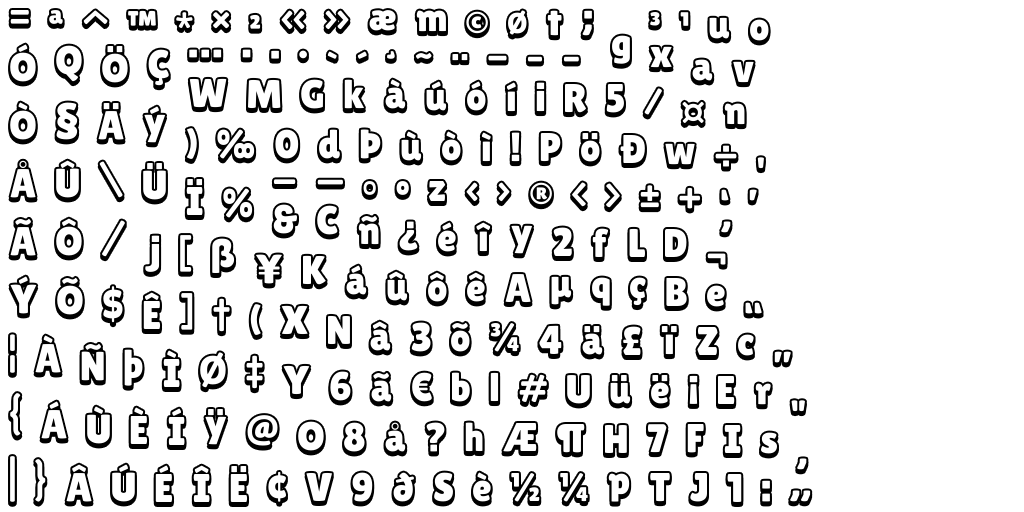 = ª ^ ™ * × ² « » æ m © ø t ; ³ ¹ u o
Ó Q Ö Ç … · · · ˙ ˝ ´ ` ˜ ¨ – - ­ g x a v
W M G k à ú ó í i R 5 / ¤ n
Ò § Ä ý ) ‰ 0 d Þ ù ò ì ! P ö Ð w ÷ '
Å Û \ Ü Ï % — ¯ ° º z ‹ › ® < > ± + ‘ ’
& C ñ ¿ é î y 2 f L D ¬ ,
Ã Ô / j [ ß ¥ K á û ô ê A µ q ç B e „
Ý Õ $ Ê ] † ( X N â 3 õ ¾ 4 ä £ Ϊ Z c ”
¦ À Ñ þ Ì Ø ‡ Y 6 ã € b l # U ü ë i E r "
{ Á Ù È Í Ÿ @ O 8 å ? h Æ ¶ H 7 F I s
| } Â Ú É Î Ë ¢ V 9 ð S è ½ ¼ p T J 1 : , „